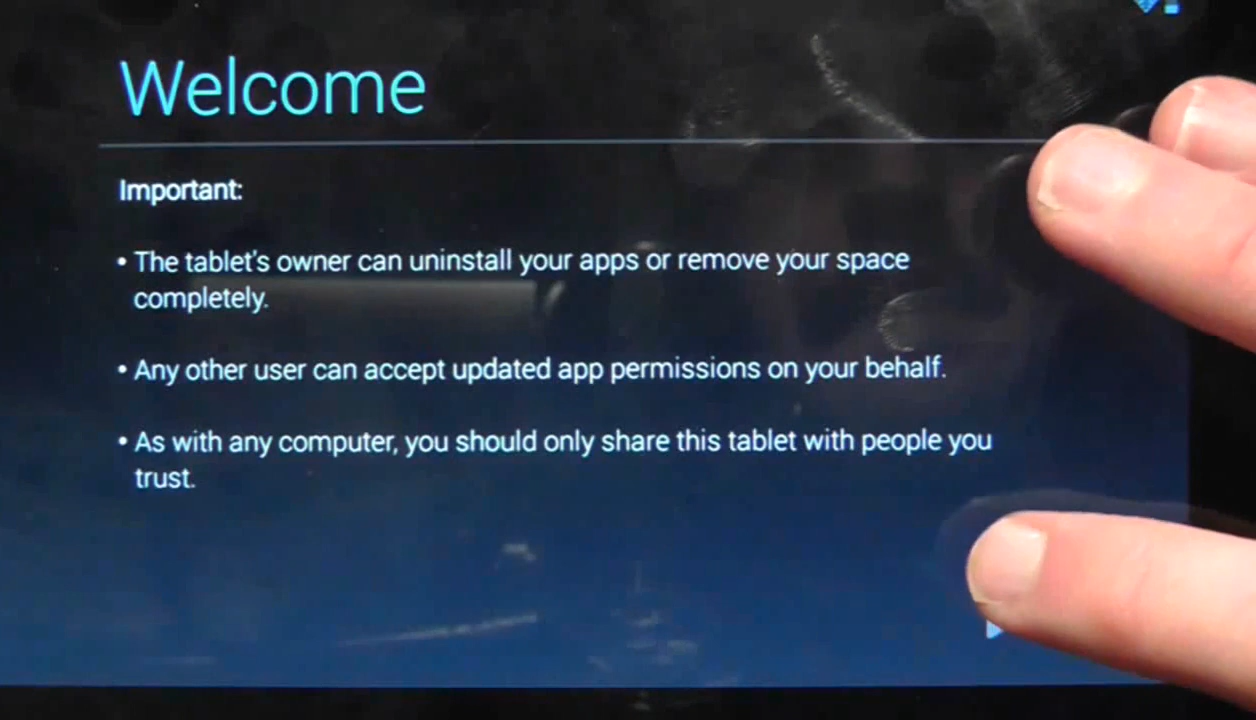 Welcome
Important:
• The tablet's owner can uninstall your apps or remove your space
completely.
• Any other user can accept updated app permissions on your behalf.
• As with any computer, you should only share this tablet with people you
trust.